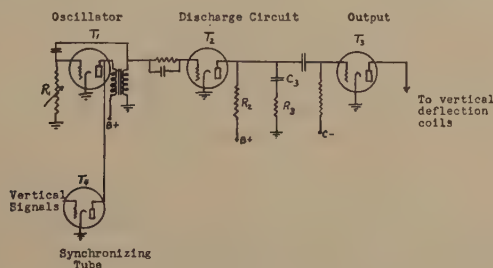 Oscillator
Discharge Circuit
Output
T1
T2
T3
C3
R1
R2
R3
B+
B+
C-
To vertical
deflection
coils
T4
Vertical
Signals
Synchronizing
Tube